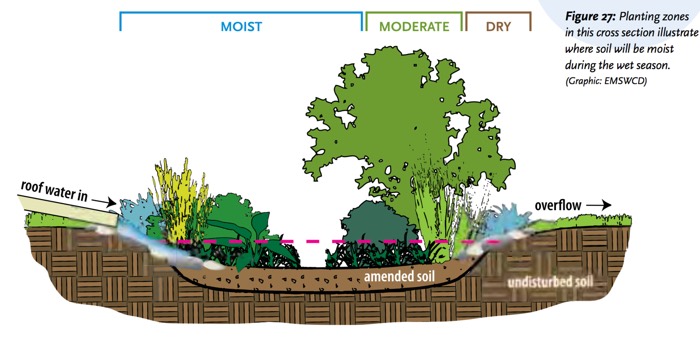 MOIST
MODERATE
DRY
Figure 27: Planting zones
in this cross section illustrate
where soil will be moist
during the wet season.
(Graphic: EMSWCD)
roof water in
overflow
amended soil
undisturbed soil